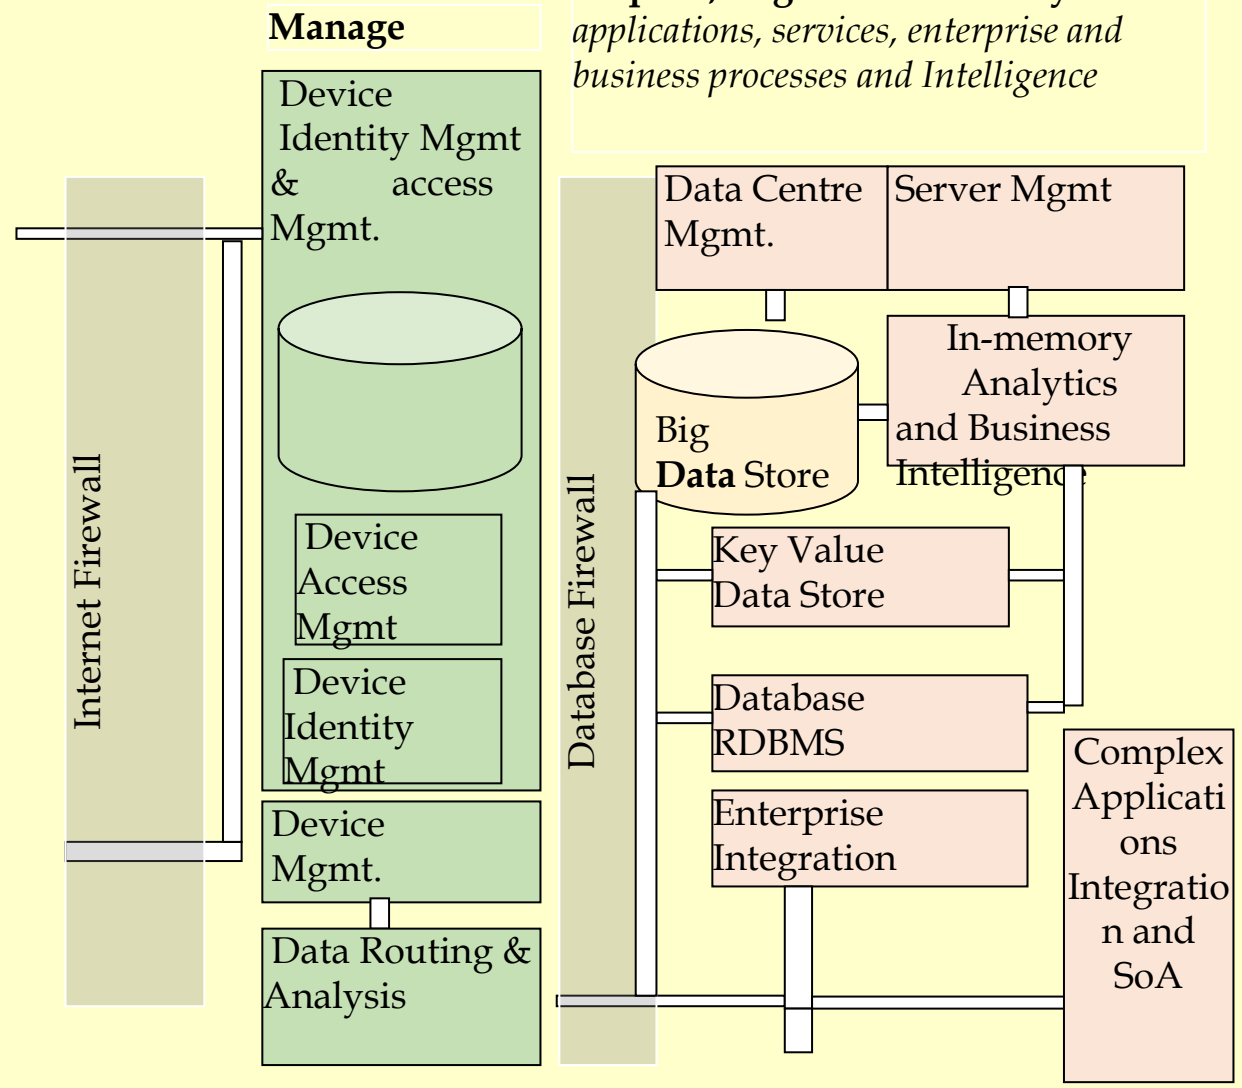 Manage
applications, services, enterprise and
business processes and Intelligence
Device
Identity Mgmt
& access
Mgmt.
Data Centre
Mgmt.
Server Mgmt
In-memory
Analytics
and Business
Intelligence
Big
Data Store
Internet Firewall
Database Firewall
Device
Access
Mgmt
Key Value
Data Store
Device
Identity
Mgmt
Database
RDBMS
Complex
Applicati
ons
Integratio
n and
SoA
Device
Mgmt.
Enterprise
Integration
Data Routing &
Analysis